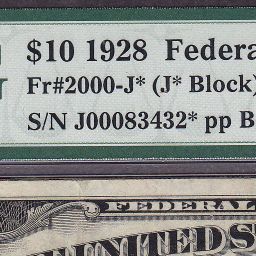 $10 1928 Federa
Fr#2000-J* (J* Block)
S/N J00083432* pp B
FEDERAL
UNITED S